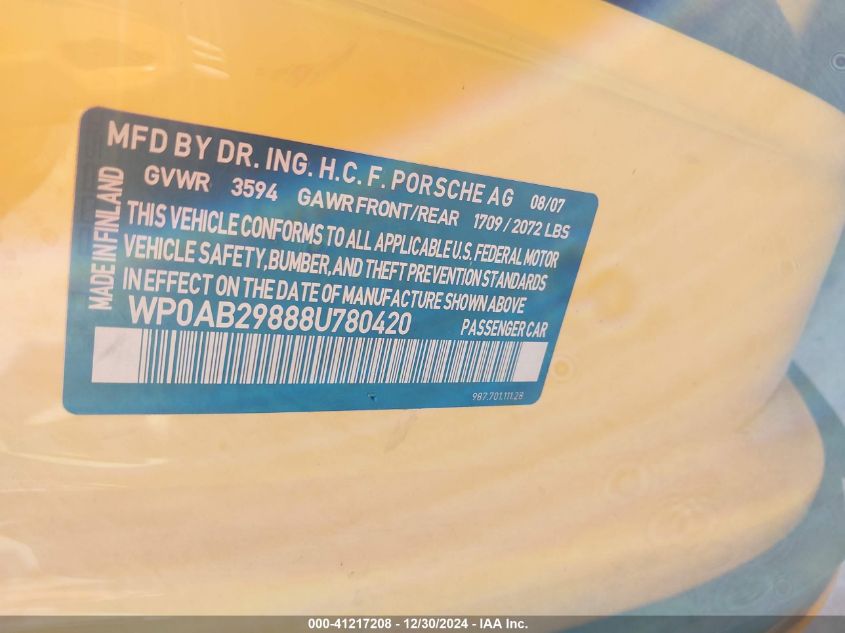 MFD BY DR. ING. H.C. F. PORSCHE AG 08/07
GVWR 3594 GAWR FRONT/REAR 1709 / 2072 LBS
THIS VEHICLE CONFORMS TO ALL APPLICABLE U.S. FEDERAL MOTOR
VEHICLE SAFETY, BUMBER, AND THEFT PREVENTION STANDARDS
IN EFFECT ON THE DATE OF MANUFACTURE SHOWN ABOVE
WP0AB29888U780420 PASSENGER CAR
MADE IN FINLAND
987.701.111.28
000-41217208 - 12/30/2024 - IAA Inc.